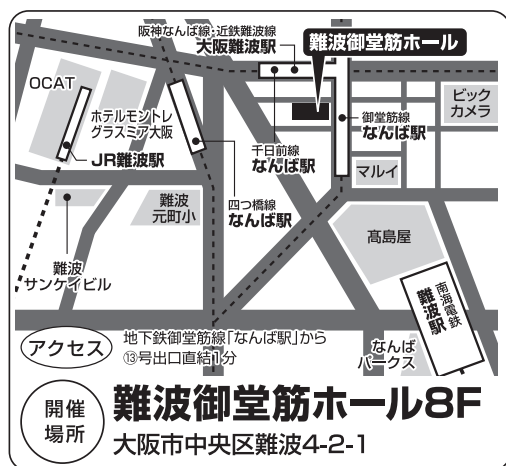 阪神なんば線・近鉄難波線
大阪難波駅
難波御堂筋ホール
OCAT
ホテルモントレ
グラスミア大阪
JR難波駅
ビック
カメラ
御堂筋線
なんば駅
千日前線
なんば駅
マルイ
難波
元町小
四つ橋線
なんば駅
難波
サンケイビル
髙島屋
南海電鉄
難波駅
なんば
パークス
アクセス
地下鉄御堂筋線「なんば駅」から
⑬号出口直結1分
開催
場所
難波御堂筋ホール8F
大阪市中央区難波4-2-1